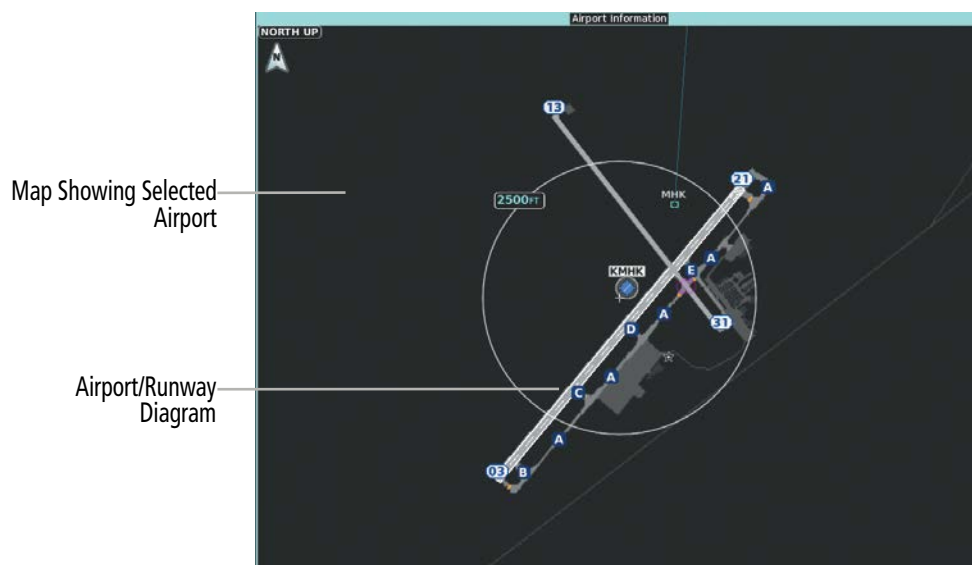 Airport Information
NORTH UP
N
13
21
A
MHK
2500FT
A
E
KMHK
A
31
D
A
C
A
03
B
Map Showing Selected
Airport
Airport/Runway
Diagram